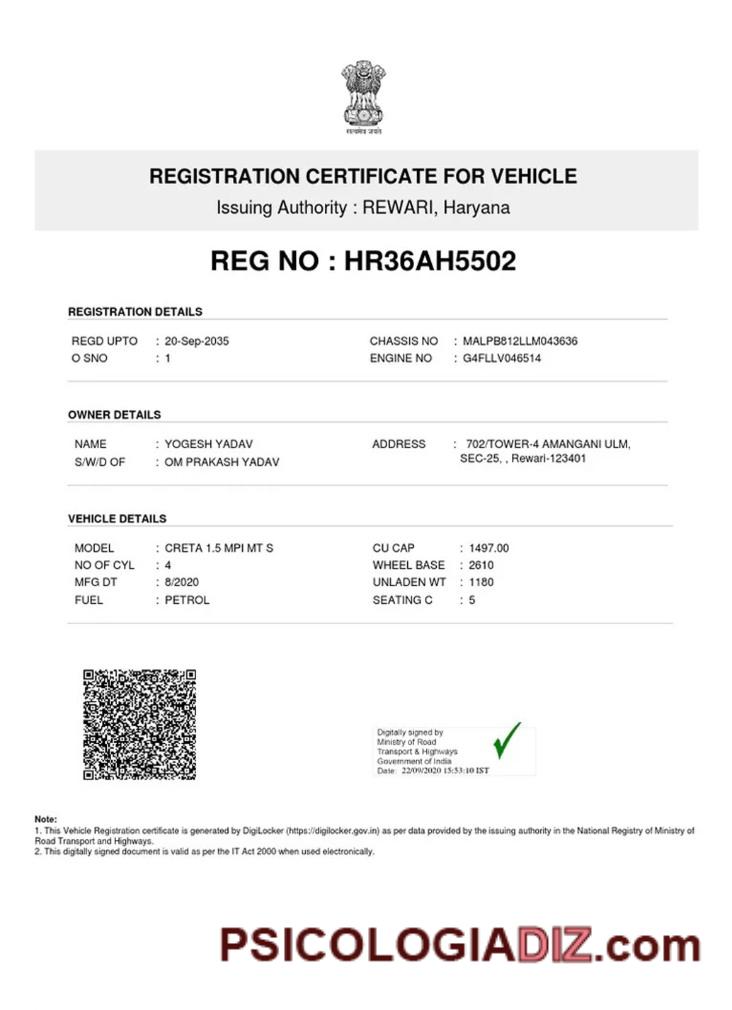 सत्यमेव जयते
REGISTRATION CERTIFICATE FOR VEHICLE
Issuing Authority : REWARI, Haryana
REG NO : HR36AH5502
REGISTRATION DETAILS
REGD UPTO : 20-Sep-2035 CHASSIS NO : MALPB812LLM043636
O SNO : 1 ENGINE NO : G4FLLV046514
OWNER DETAILS
NAME : YOGESH YADAV ADDRESS : 702/TOWER-4 AMANGANI ULM,
S/W/D OF : OM PRAKASH YADAV SEC-25, , Rewari-123401
VEHICLE DETAILS
MODEL : CRETA 1.5 MPI MT S CU CAP : 1497.00
NO OF CYL : 4 WHEEL BASE : 2610
MFG DT : 8/2020 UNLADEN WT : 1180
FUEL : PETROL SEATING C : 5
Digitally signed by
Ministry of Road
Transport & Highways
Government of India
Date: 22/09/2020 15:53:10 IST
Note:
1. This Vehicle Registration certificate is generated by DigiLocker (https://digilocker.gov.in) as per data provided by the issuing authority in the National Registry of Ministry of
Road Transport and Highways.
2. This digitally signed document is valid as per the IT Act 2000 when used electronically.
PSICOLOGIADIZ.com